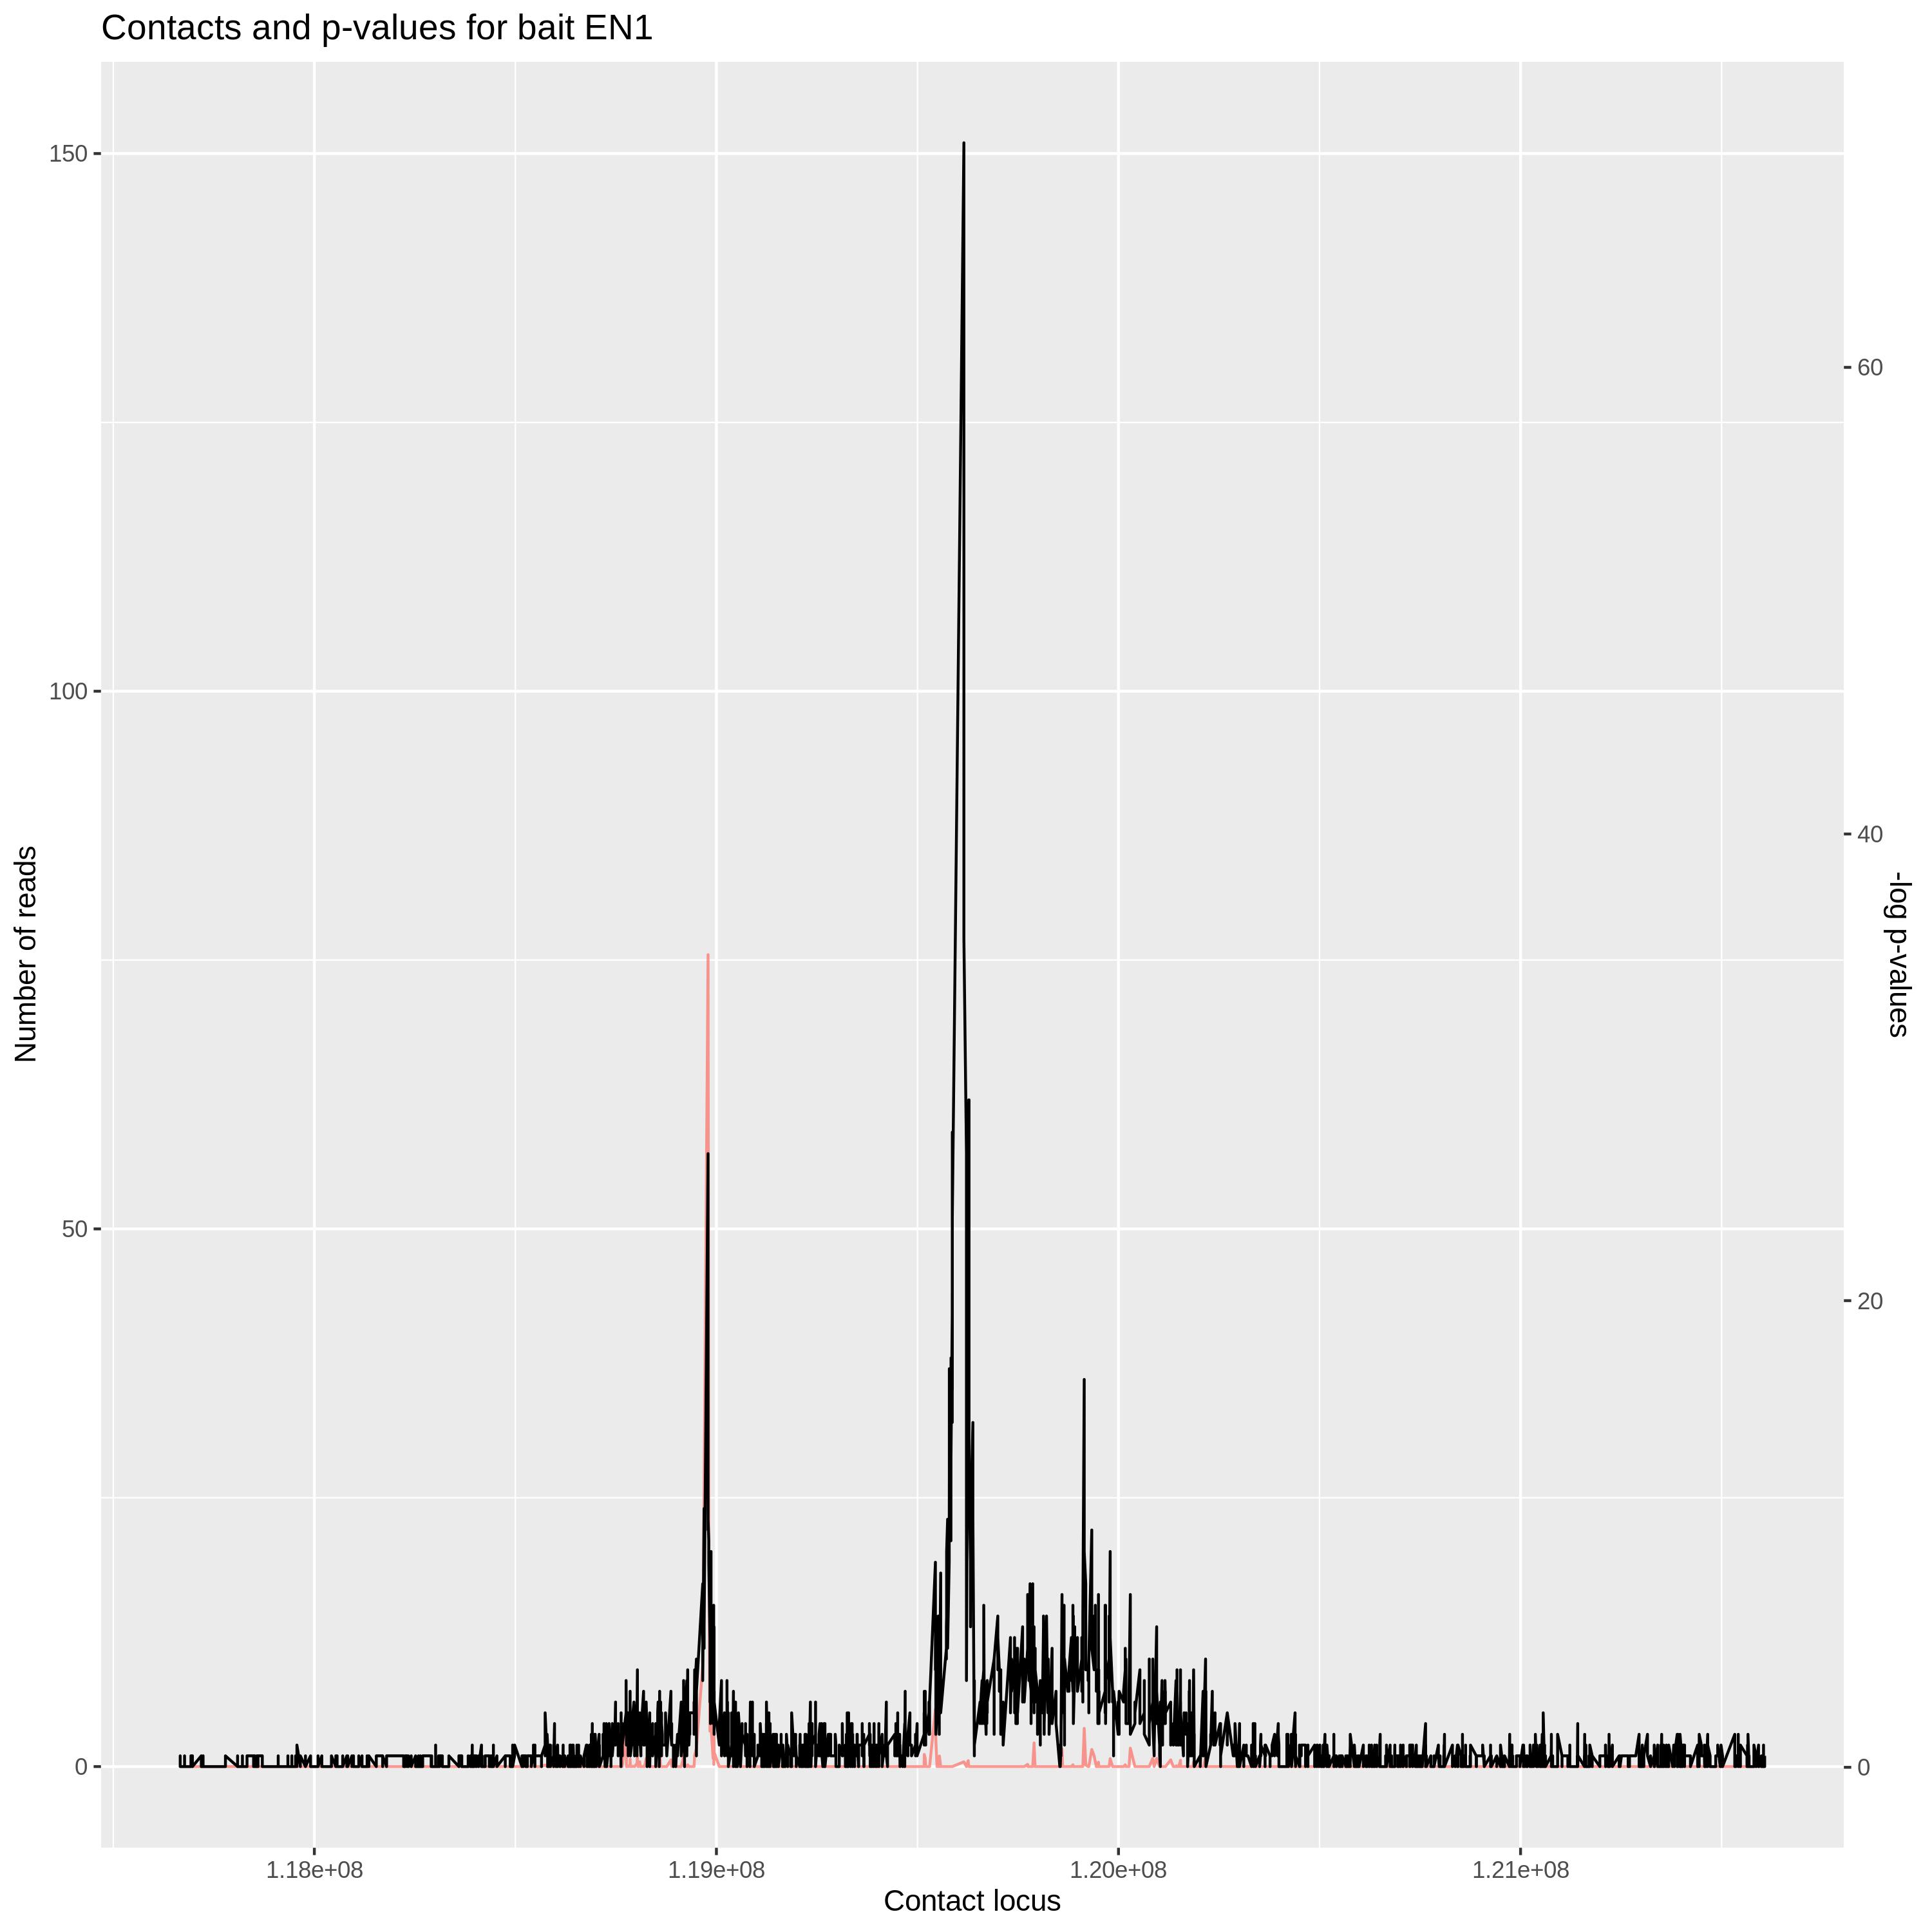 Contacts and p-values for bait EN1
150
100
50
0
Number of reads
60
40
20
0
-log p-values
1.18e+08
1.19e+08
1.20e+08
1.21e+08
Contact locus